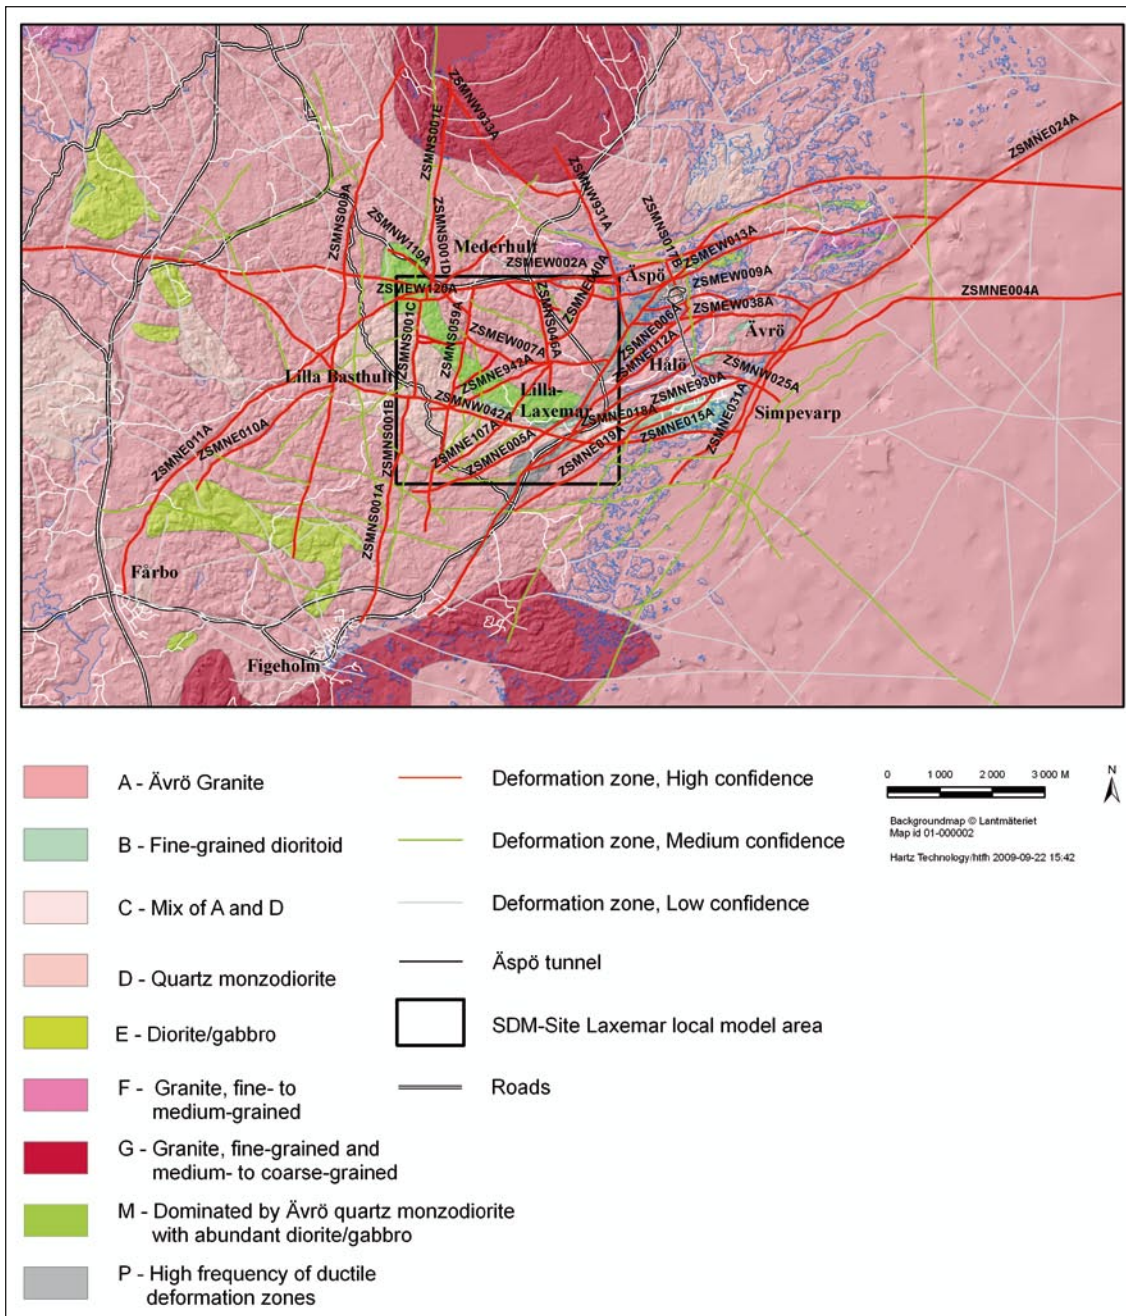 ZSMNE024A
ZSMNW933A
ZSMNS001E
ZSMNW931A
ZSMNS009A
ZSMNS017B
ZSMNW119A
ZSMNS001D
Mederhult
ZSMEW013A
ZSMEW002A
ZSMNE040A
Äspö
ZSMEW009A
ZSMEW120A
ZSMNE004A
ZSMEW038A
ZSMNS001C
ZSMNS059A
ZSMNS046A
ZSMNE006A
Ävrö
ZSMEW007A
ZSMNE012A
Hålö
ZSMNE942A
Lilla Basthult
ZSMNW025A
ZSMNE930A
Lilla-
Laxemar
ZSMNW042A
ZSMNE031A
Simpevarp
ZSMNE018A
ZSMNE015A
ZSMNS001B
ZSMNE011A
ZSMNE010A
ZSMNE107A
ZSMNE005A
ZSMNE019A
ZSMNS001A
Fårbo
Figeholm
A - Ävrö Granite
B - Fine-grained dioritoid
C - Mix of A and D
D - Quartz monzodiorite
E - Diorite/gabbro
F - Granite, fine- to
medium-grained
G - Granite, fine-grained and
medium- to coarse-grained
M - Dominated by Ävrö quartz monzodiorite
with abundant diorite/gabbro
P - High frequency of ductile
deformation zones
Deformation zone, High confidence
Deformation zone, Medium confidence
Deformation zone, Low confidence
Äspö tunnel
SDM-Site Laxemar local model area
Roads
0 1 000 2 000 3 000 M
N
Backgroundmap © Lantmäteriet
Map id 01-000002
Hartz Technology/htfh 2009-09-22 15:42